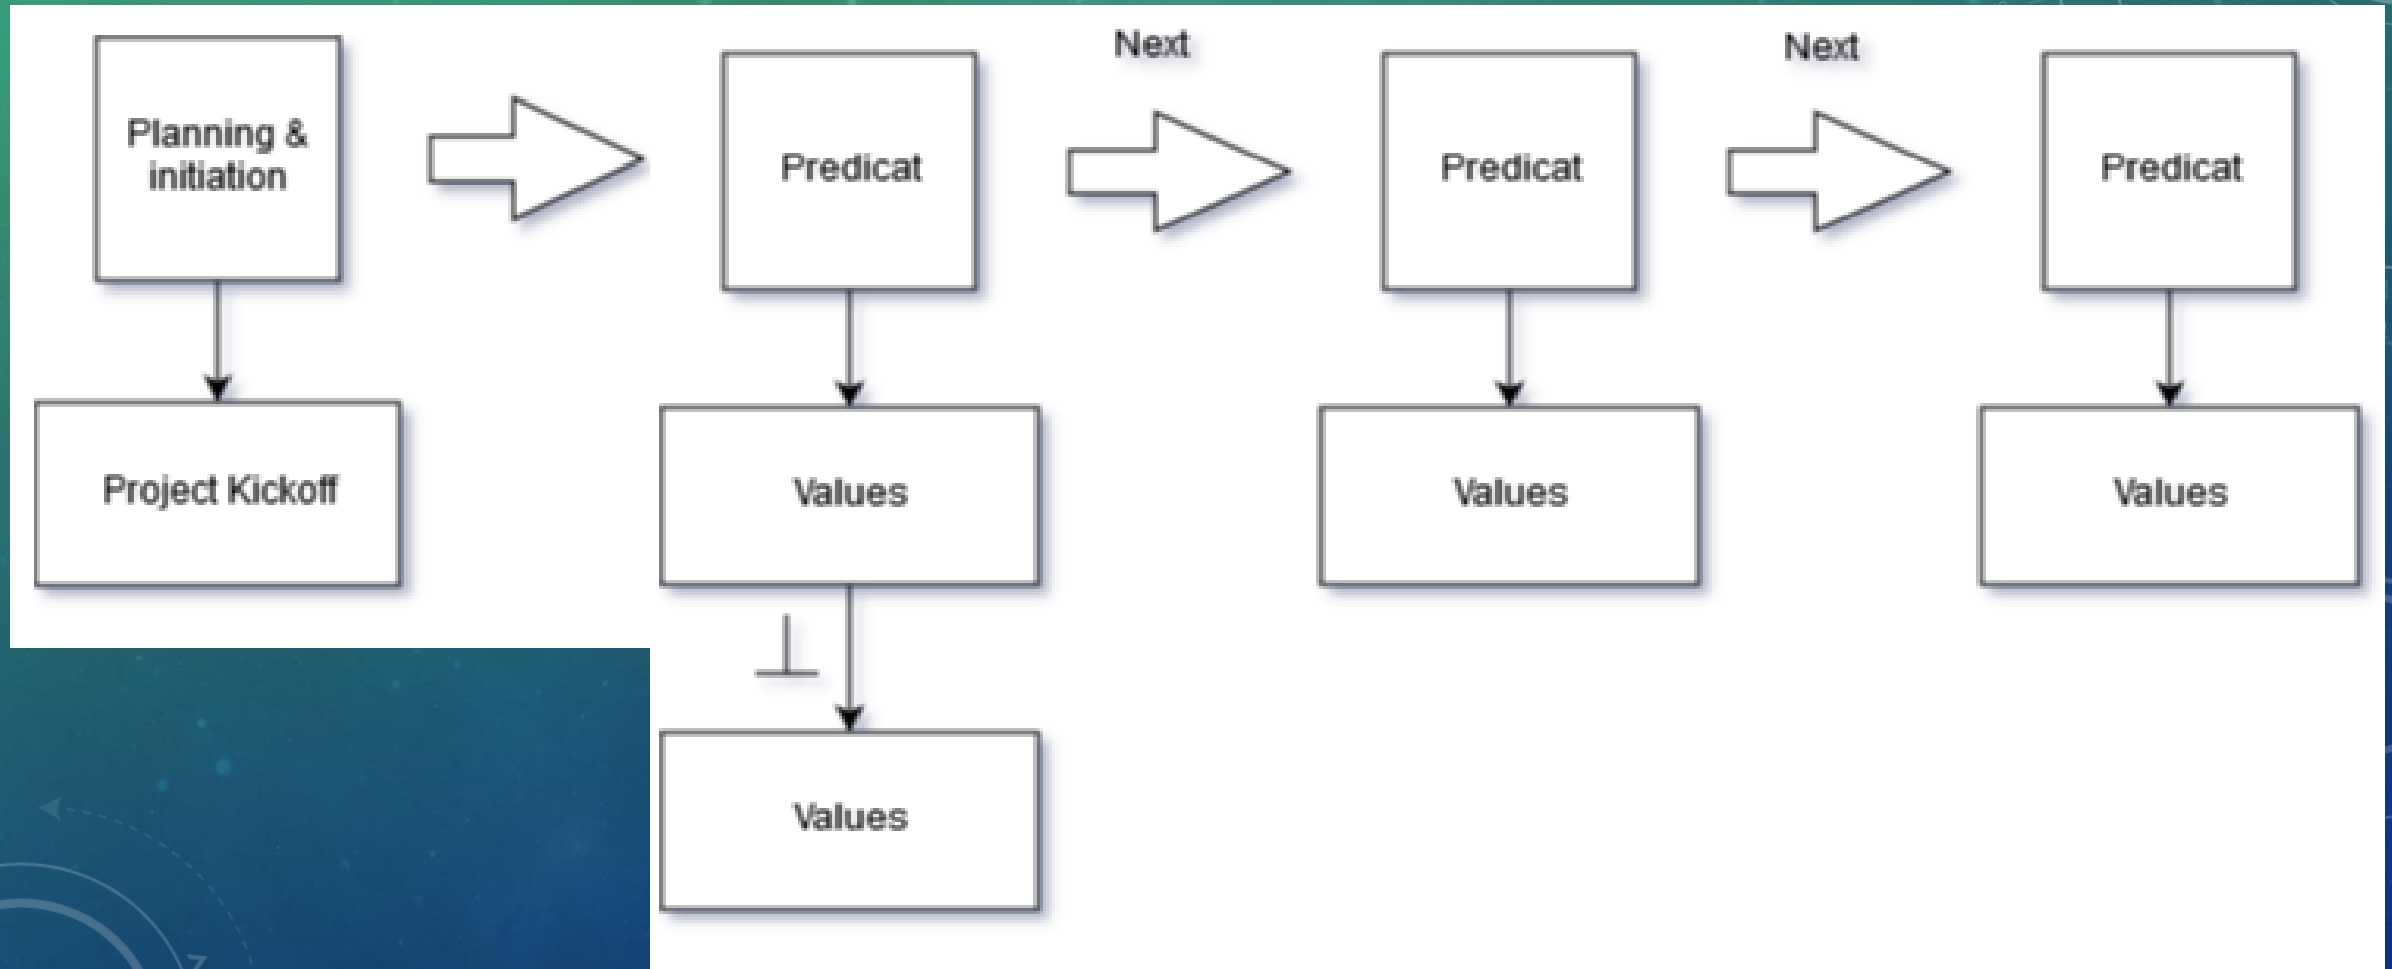 Planning &
initiation
Predicat
Next
Predicat
Next
Predicat
Project Kickoff
Values
Values
Values
Values